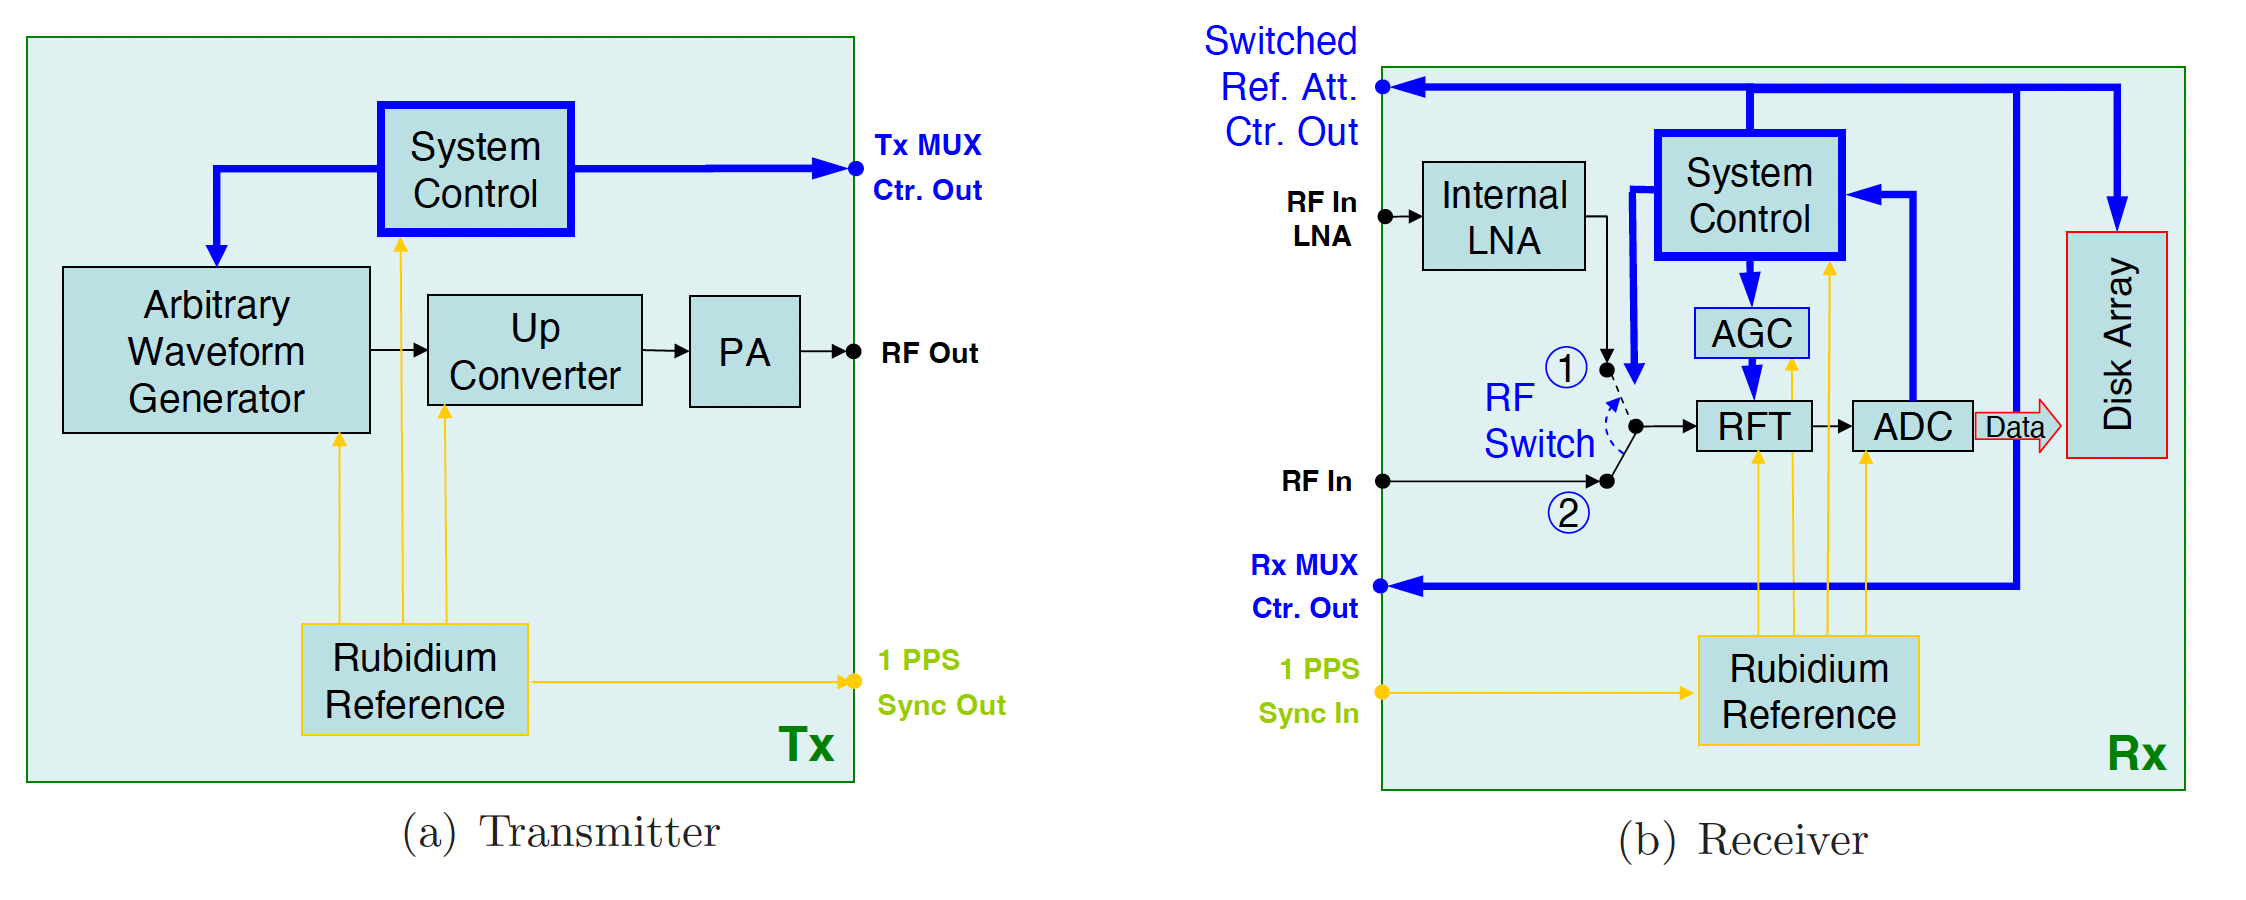 System
Control
Tx MUX
Ctr. Out
Arbitrary
Waveform
Generator
Up
Converter
PA
RF Out
Rubidium
Reference
1 PPS
Sync Out
Tx
(a) Transmitter
Switched
Ref. Att.
Ctr. Out
RF In
LNA
Internal
LNA
System
Control
AGC
1
RF
Switch
RFT
ADC
Data
Disk Array
RF In
2
Rx MUX
Ctr. Out
1 PPS
Sync In
Rubidium
Reference
Rx
(b) Receiver